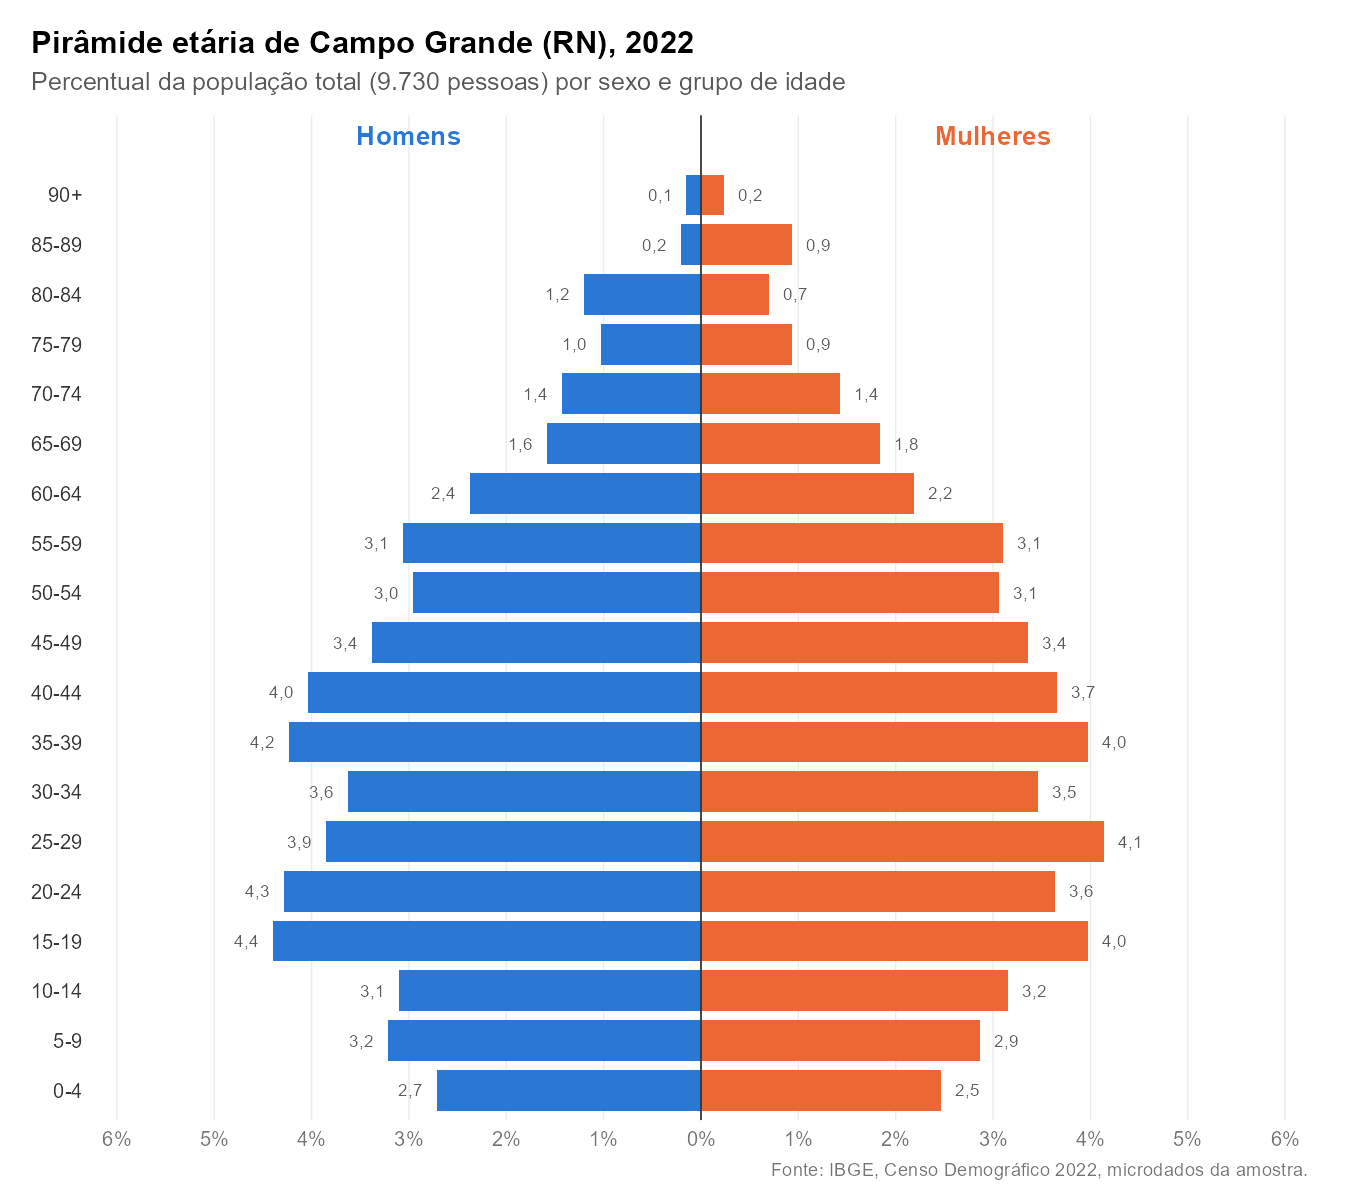 Pirâmide etária de Campo Grande (RN), 2022
Percentual da população total (9.730 pessoas) por sexo e grupo de idade
Homens Mulheres
90+ 0,1 0,2
85-89 0,2 0,9
80-84 1,2 0,7
75-79 1,0 0,9
70-74 1,4 1,4
65-69 1,6 1,8
60-64 2,4 2,2
55-59 3,1 3,1
50-54 3,0 3,1
45-49 3,4 3,4
40-44 4,0 3,7
35-39 4,2 4,0
30-34 3,6 3,5
25-29 3,9 4,1
20-24 4,3 3,6
15-19 4,4 4,0
10-14 3,1 3,2
5-9 3,2 2,9
0-4 2,7 2,5
6% 5% 4% 3% 2% 1% 0% 1% 2% 3% 4% 5% 6%
Fonte: IBGE, Censo Demográfico 2022, microdados da amostra.